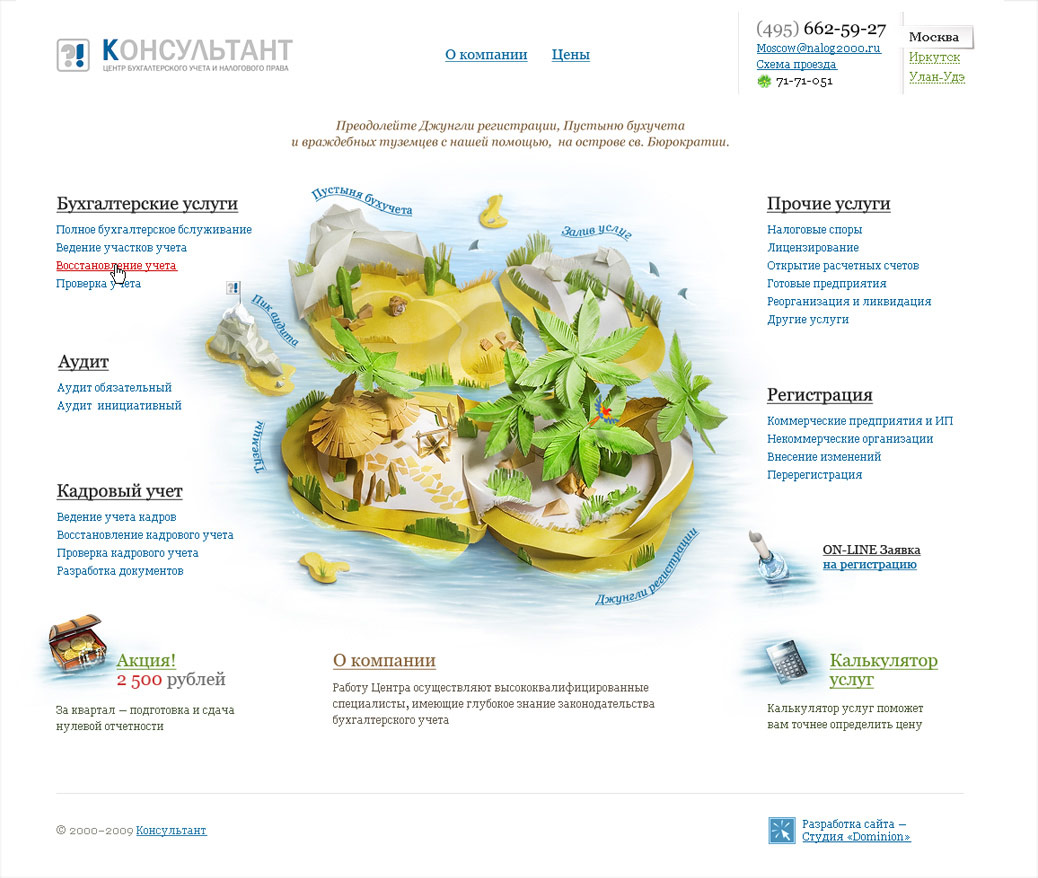 ?!
КОНСУЛЬТАНТ
ЦЕНТР БУХГАЛТЕРСКОГО УЧЕТА И НАЛОГОВОГО ПРАВА
О компании
Цены
(495) 662-59-27
Moscow@nalog2000.ru
Схема проезда
71-71-051
Москва
Иркутск
Улан-Удэ
Преодолейте Джунгли регистрации, Пустыню бухучета
и враждебных туземцев с нашей помощью, на острове св. Бюрократии.
Бухгалтерские услуги
Полное бухгалтерское бслуживание
Ведение участков учета
Восстановление учета
Проверка учета
Аудит
Аудит обязательный
Аудит инициативный
Кадровый учет
Ведение учета кадров
Восстановление кадрового учета
Проверка кадрового учета
Разработка документов
Пустыня бухучета
Залив услуг
?!
Пик аудита
Туземцы
Джунгли регистрации
Прочие услуги
Налоговые споры
Лицензирование
Открытие расчетных счетов
Готовые предприятия
Реорганизация и ликвидация
Другие услуги
Регистрация
Коммерческие предприятия и ИП
Некоммерческие организации
Внесение изменений
Перерегистрация
ON-LINE Заявка
на регистрацию
Акция!
2 500 рублей
За квартал — подготовка и сдача
нулевой отчетности
О компании
Работу Центра осуществляют высококвалифицированные
специалисты, имеющие глубокое знание законодательства
бухгалтерского учета
Калькулятор
услуг
Калькулятор услуг поможет
вам точнее определить цену
© 2000–2009 Консультант
Разработка сайта —
Студия «Dominion»